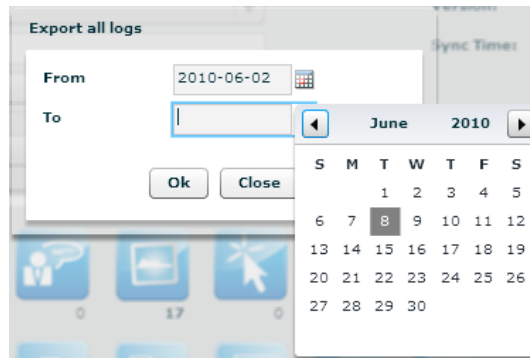 Version:
Export all logs
Sync Time:
From 2010-06-02
To
June 2010
S M T W T F S
1 2 3 4 5
6 7 8 9 10 11 12
13 14 15 16 17 18 19
20 21 22 23 24 25 26
27 28 29 30
Ok Close
0 17 0